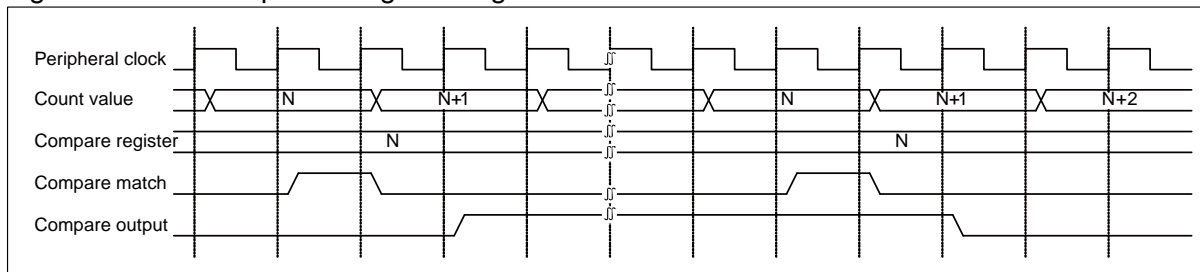 Peripheral clock
Count value N N+1 N N+1 N+2
Compare register N N
Compare match
Compare output